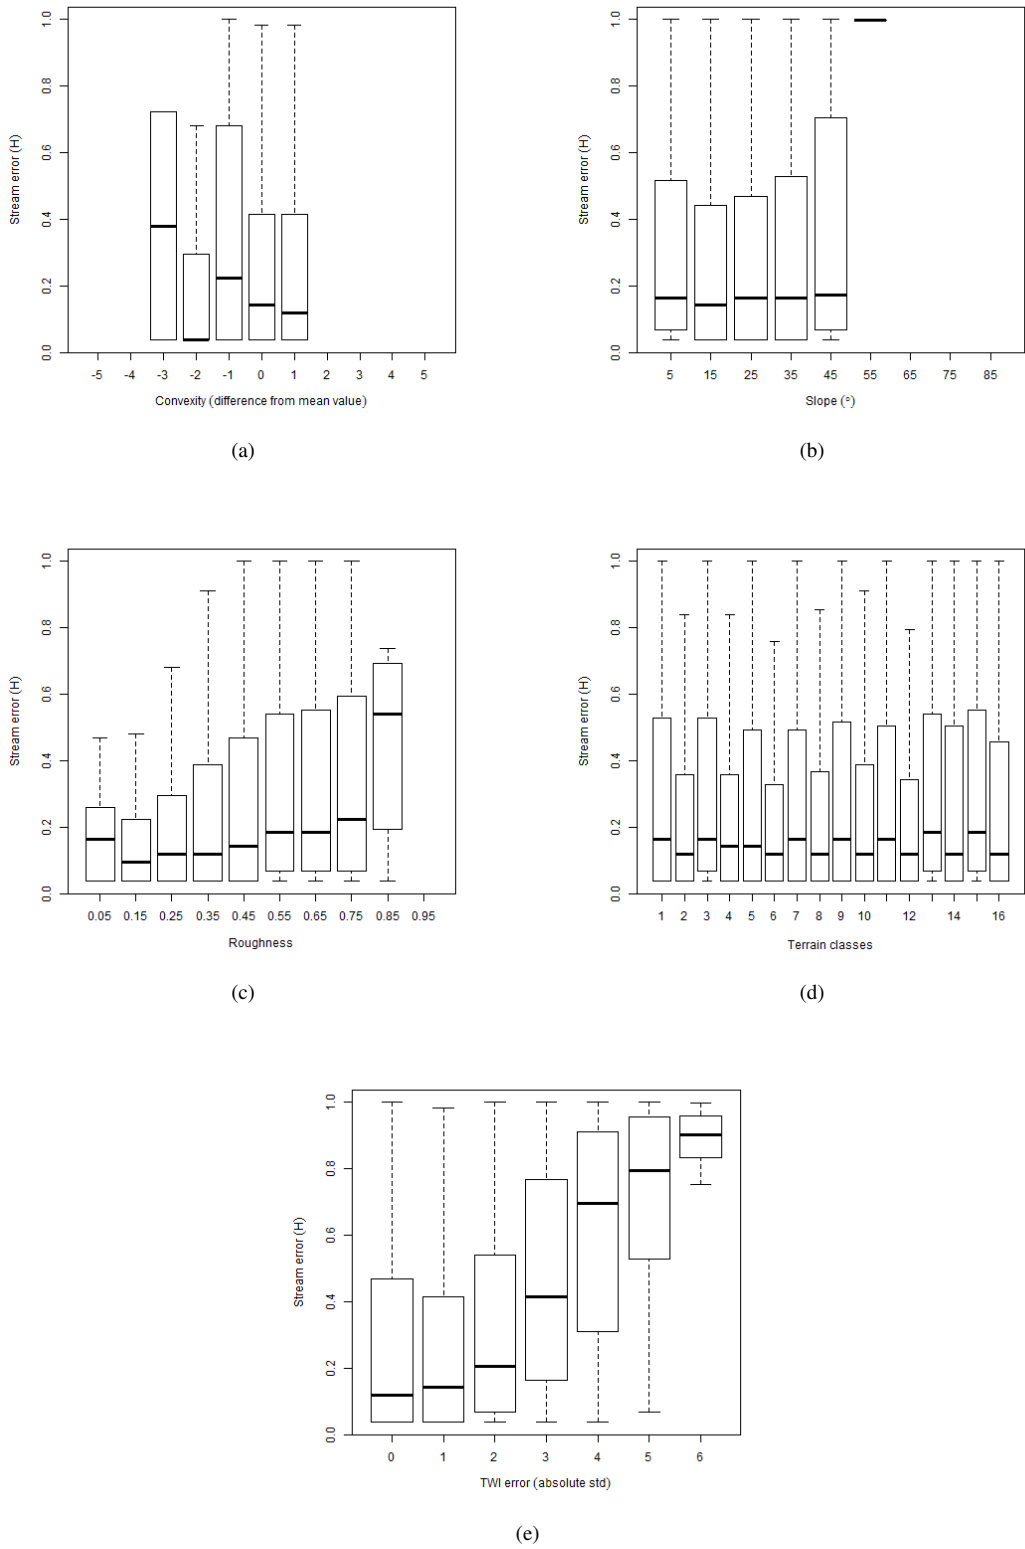 Stream error (H)
0.0 0.2 0.4 0.6 0.8 1.0
-5 -4 -3 -2 -1 0 1 2 3 4 5
Convexity (difference from mean value)
(a)
Stream error (H)
0.0 0.2 0.4 0.6 0.8 1.0
5 15 25 35 45 55 65 75 85
Slope (°)
(b)
Stream error (H)
0.0 0.2 0.4 0.6 0.8 1.0
0.05 0.15 0.25 0.35 0.45 0.55 0.65 0.75 0.85 0.95
Roughness
(c)
Stream error (H)
0.0 0.2 0.4 0.6 0.8 1.0
1 2 3 4 5 6 7 8 9 10 12 14 16
Terrain classes
(d)
Stream error (H)
0.0 0.2 0.4 0.6 0.8 1.0
0 1 2 3 4 5 6
TWI error (absolute std)
(e)